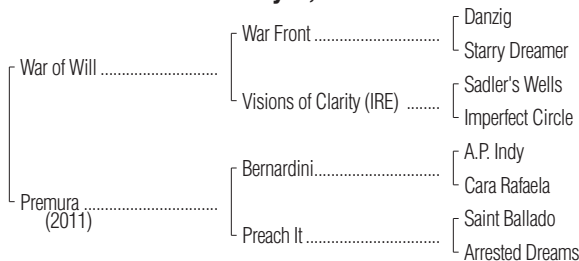 War of Will
War Front
Danzig
Starry Dreamer
Visions of Clarity (IRE)
Sadler's Wells
Imperfect Circle
Premura
(2011)
Bernardini
A.P. Indy
Cara Rafaela
Preach It
Saint Ballado
Arrested Dreams